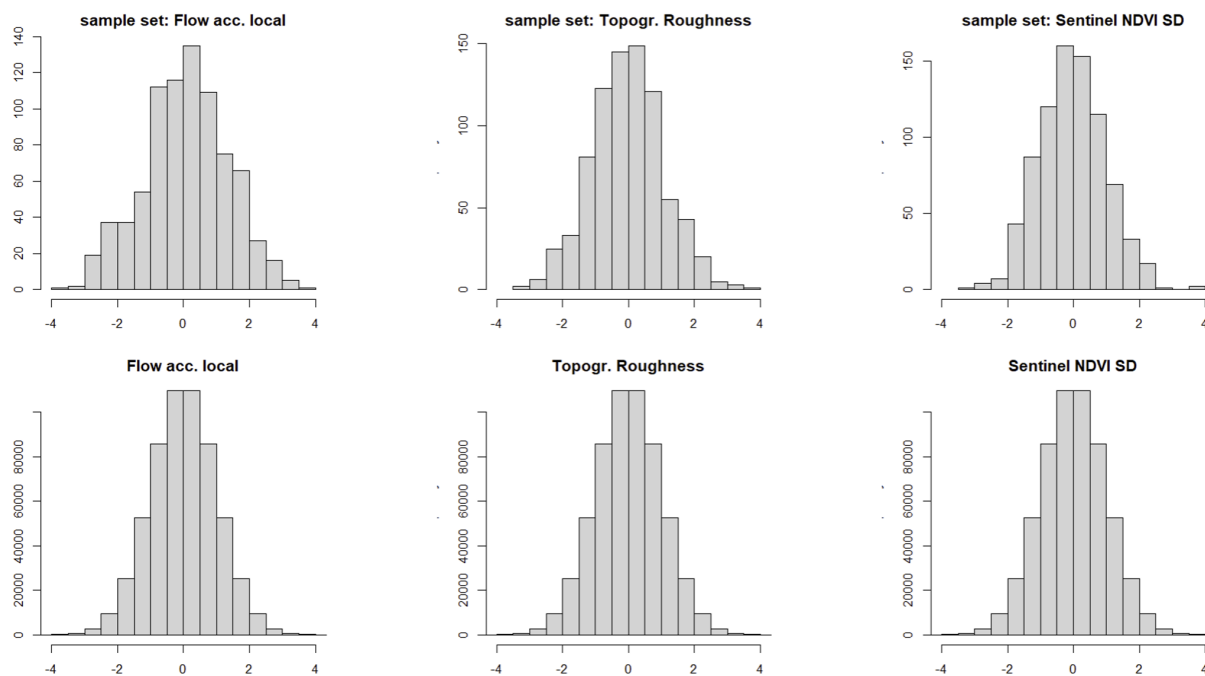 sample set: Flow acc. local
sample set: Topogr. Roughness
sample set: Sentinel NDVI SD
0 20 40 60 80 100 120 140
-4 -2 0 2 4
0 50 100 150
-4 -2 0 2 4
0 50 100 150
-4 -2 0 2 4
Flow acc. local
Topogr. Roughness
Sentinel NDVI SD
0 20000 40000 60000 80000
-4 -2 0 2 4
0 20000 40000 60000 80000
-4 -2 0 2 4
0 20000 40000 60000 80000
-4 -2 0 2 4